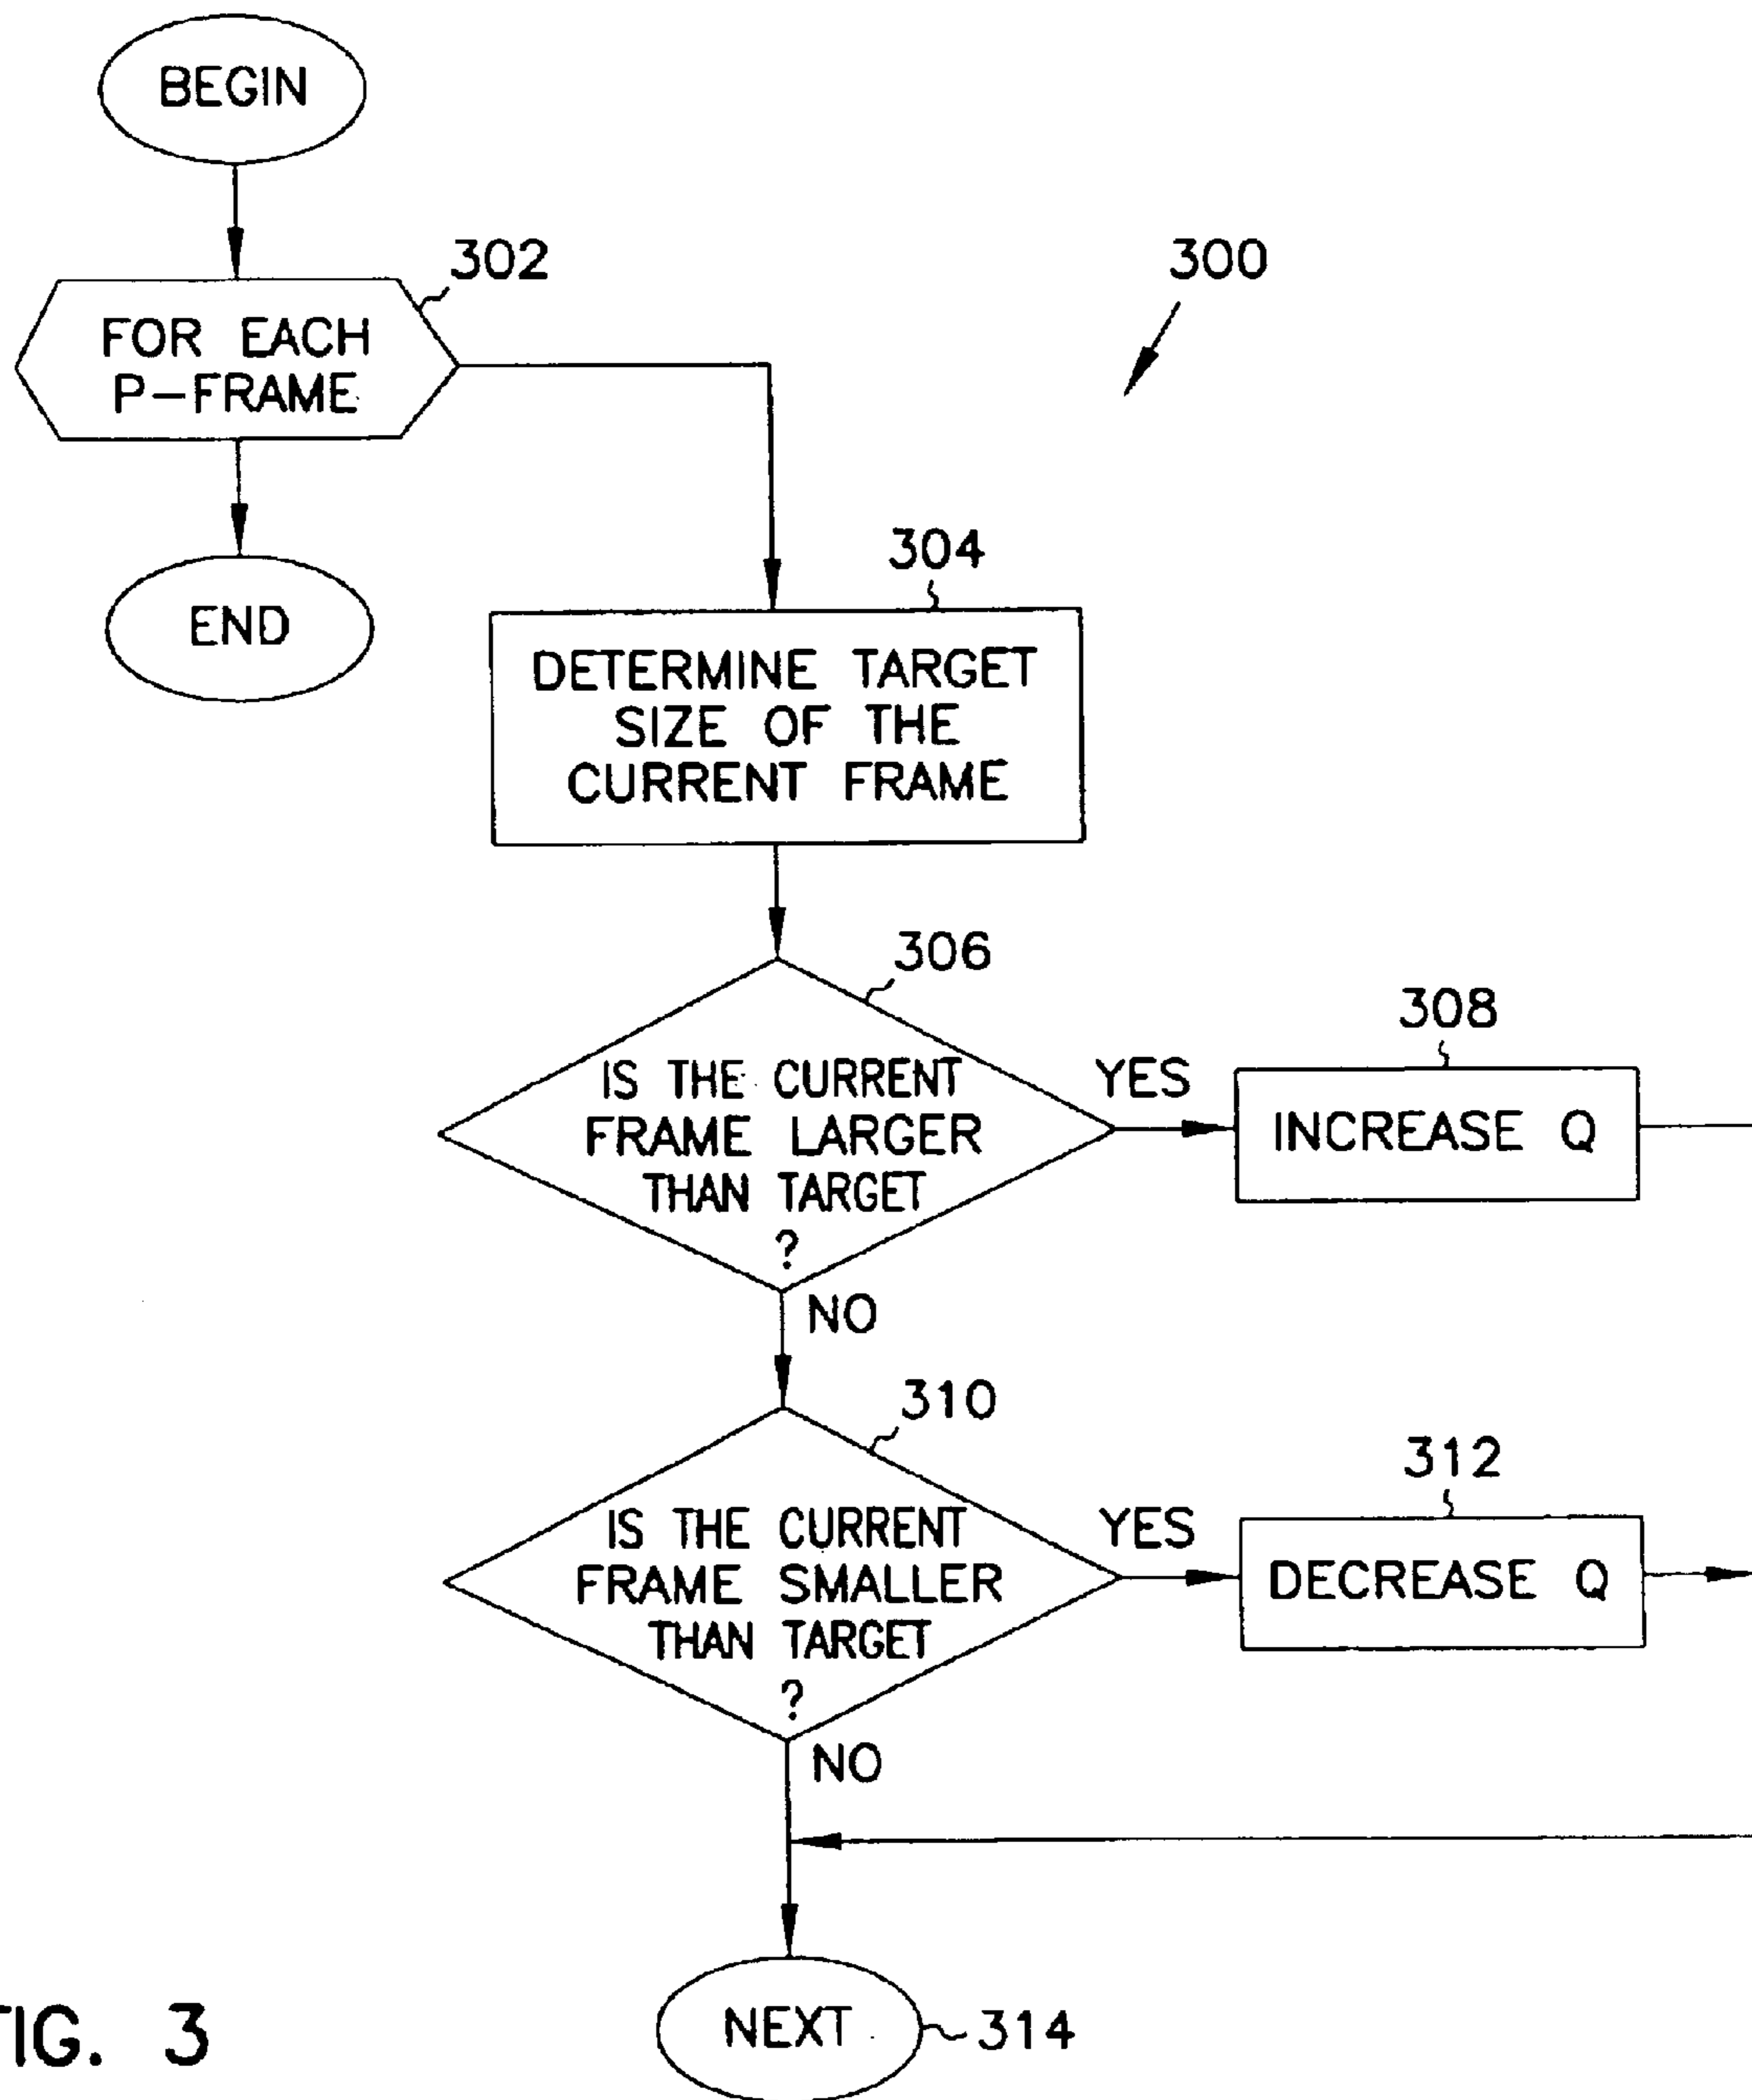 BEGIN
302
300
FOR EACH
P-FRAME
304
END
DETERMINE TARGET
SIZE OF THE
CURRENT FRAME
306
308
IS THE CURRENT
FRAME LARGER
THAN TARGET
?
YES
INCREASE Q
NO
310
312
IS THE CURRENT
FRAME SMALLER
THAN TARGET
?
YES
DECREASE Q
NO
NEXT
314
FIG. 3